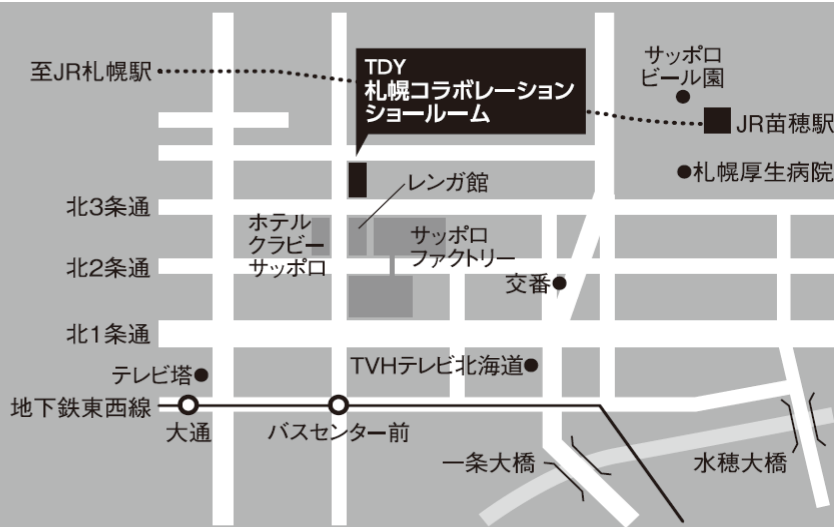 サッポロ
ビール園
至JR札幌駅
TDY
札幌コラボレーション
ショールーム
JR苗穂駅
札幌厚生病院
レンガ館
北3条通
ホテル
クラビー
サッポロ
サッポロ
ファクトリー
北2条通
交番
北1条通
TVHテレビ北海道
テレビ塔
地下鉄東西線
大通
バスセンター前
一条大橋
水穂大橋